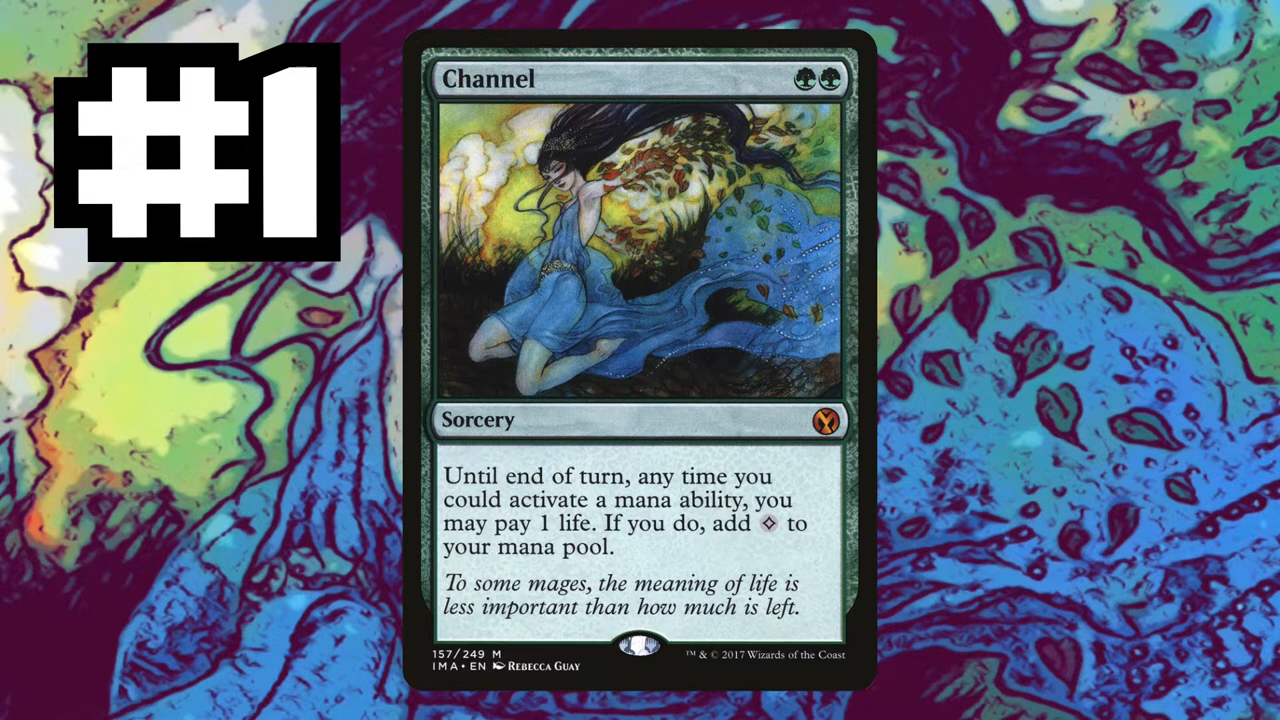 #1
Channel
Sorcery
Until end of turn, any time you
could activate a mana ability, you
may pay 1 life. If you do, add ◇ to
your mana pool.
To some mages, the meaning of life is
less important than how much is left.
157/249 M
IMA • EN Rebecca Guay
™ & © 2017 Wizards of the Coast